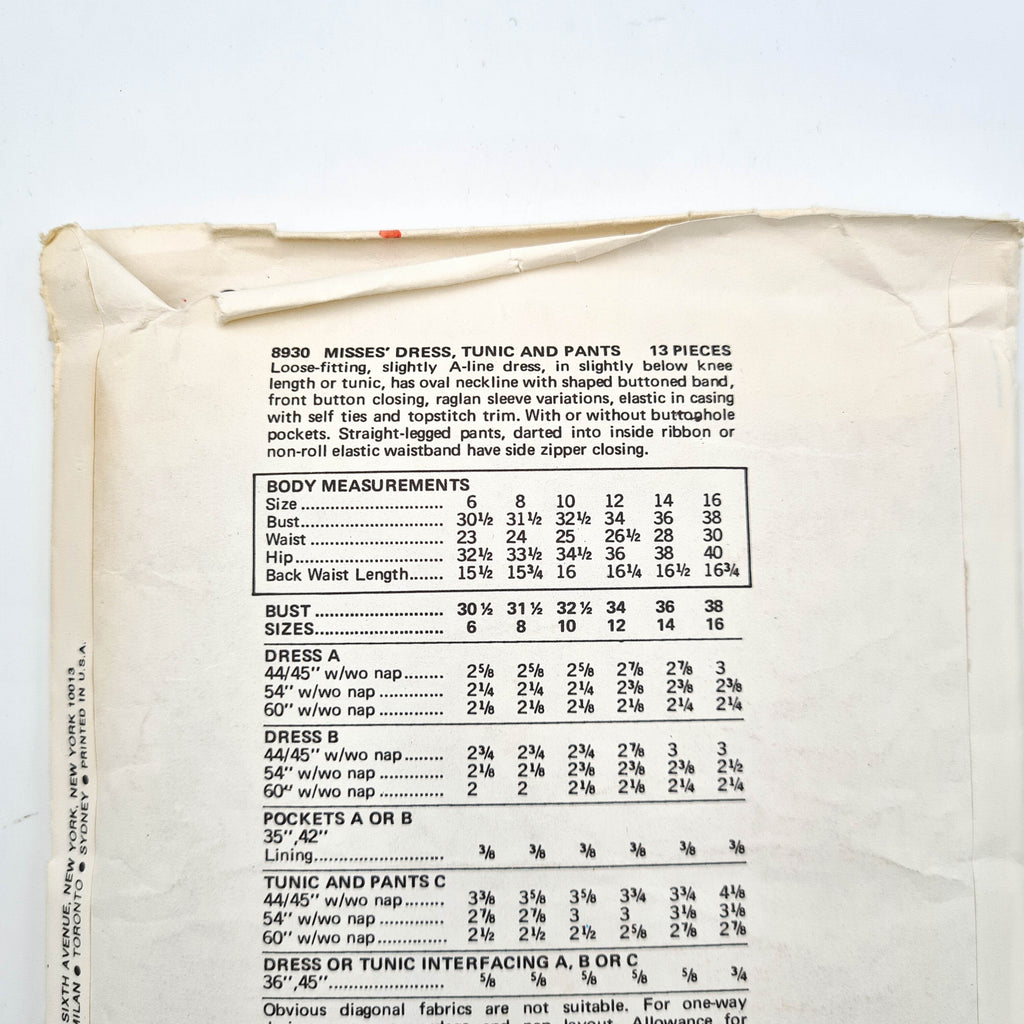 8930 MISSES' DRESS, TUNIC AND PANTS 13 PIECES
Loose-fitting, slightly A-line dress, in slightly below knee
length or tunic, has oval neckline with shaped buttoned band,
front button closing, raglan sleeve variations, elastic in casing
with self ties and topstitch trim. With or without buttonhole
pockets. Straight-legged pants, darted into inside ribbon or
non-roll elastic waistband have side zipper closing.
BODY MEASUREMENTS
Size ........................ 6 8 10 12 14 16
Bust........................ 30½ 31½ 32½ 34 36 38
Waist ...................... 23 24 25 26½ 28 30
Hip.......................... 32½ 33½ 34½ 36 38 40
Back Waist Length....... 15½ 15¾ 16 16¼ 16½ 16¾
BUST ...................... 30 ½ 31 ½ 32 ½ 34 36 38
SIZES...................... 6 8 10 12 14 16
DRESS A
44/45" w/wo nap........ 2⅝ 2⅝ 2⅝ 2⅞ 2⅞ 3
54" w/wo nap ............ 2¼ 2¼ 2¼ 2⅜ 2⅜ 2⅜
60" w/wo nap ............ 2⅛ 2⅛ 2⅛ 2⅛ 2¼ 2¼
DRESS B
44/45" w/wo nap........ 2¾ 2¾ 2¾ 2⅞ 3 3
54" w/wo nap ............ 2⅛ 2⅛ 2⅜ 2⅜ 2⅜ 2½
60" w/wo nap ............ 2 2 2⅛ 2⅛ 2¼ 2¼
POCKETS A OR B
35",42"
Lining...................... ⅜ ⅜ ⅜ ⅜ ⅜ ⅜
TUNIC AND PANTS C
44/45" w/wo nap........ 3⅜ 3⅝ 3⅝ 3¾ 3¾ 4⅛
54" w/wo nap ............ 2⅞ 2⅞ 3 3 3⅛ 3⅛
60" w/wo nap............. 2½ 2½ 2½ 2⅝ 2⅞ 2⅞
DRESS OR TUNIC INTERFACING A, B OR C
36",45".................... ⅝ ⅝ ⅝ ⅝ ⅝ ¾
Obvious diagonal fabrics are not suitable. For one-way
layout. Allowance for
SIXTH AVENUE, NEW YORK, NEW YORK 10013
MILAN ● TORONTO ● SYDNEY ● PRINTED IN U.S.A.